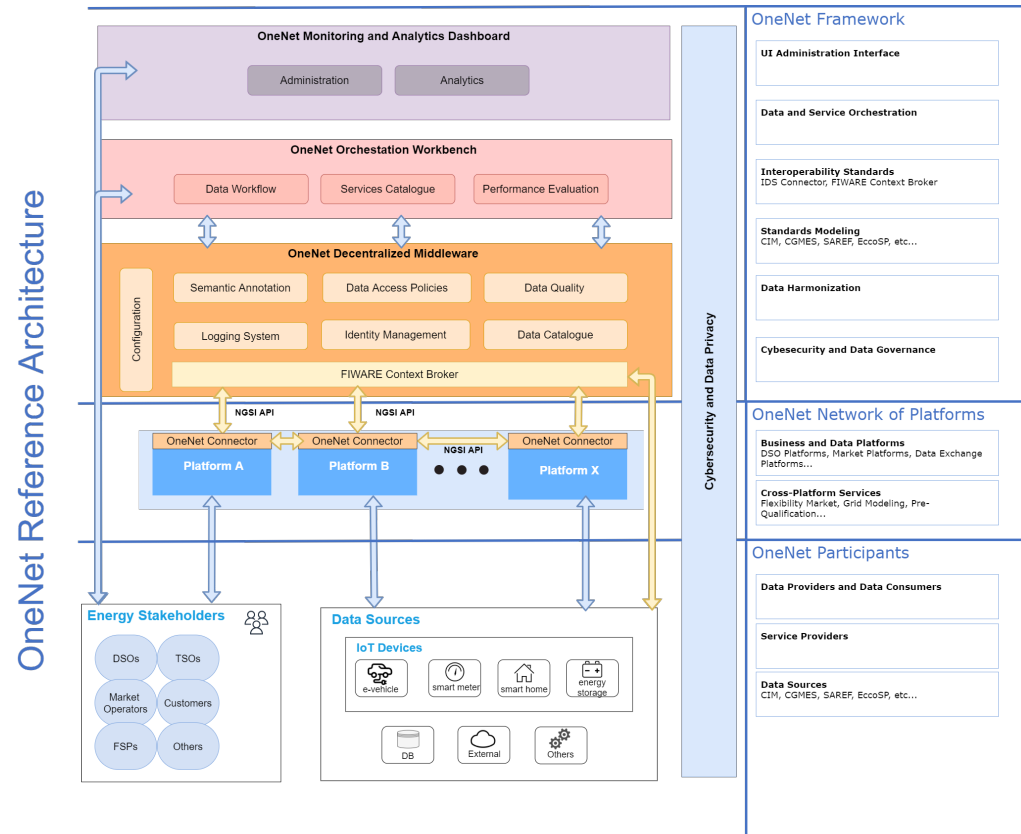 OneNet Reference Architecture
OneNet Monitoring and Analytics Dashboard
Administration
Analytics
OneNet Orchestation Workbench
Data Workflow
Services Catalogue
Performance Evaluation
OneNet Decentralized Middleware
Configuration
Semantic Annotation
Data Access Policies
Data Quality
Logging System
Identity Management
Data Catalogue
FIWARE Context Broker
NGSI API
NGSI API
OneNet Connector
OneNet Connector
OneNet Connector
NGSI API
Platform A
Platform B
Platform X
Energy Stakeholders
DSOs
TSOs
Market
Operators
Customers
FSPs
Others
Data Sources
IoT Devices
e-vehicle
smart meter
smart home
energy
storage
DB
External
Others
Cybersecurity and Data Privacy
OneNet Framework
UI Administration Interface
Data and Service Orchestration
Interoperability Standards
IDS Connector, FIWARE Context Broker
Standards Modeling
CIM, CGMES, SAREF, EccoSP, etc...
Data Harmonization
Cybesecurity and Data Governance
OneNet Network of Platforms
Business and Data Platforms
DSO Platforms, Market Platforms, Data Exchange
Platforms...
Cross-Platform Services
Flexibility Market, Grid Modeling, Pre-
Qualification...
OneNet Participants
Data Providers and Data Consumers
Service Providers
Data Sources
CIM, CGMES, SAREF, EccoSP, etc...